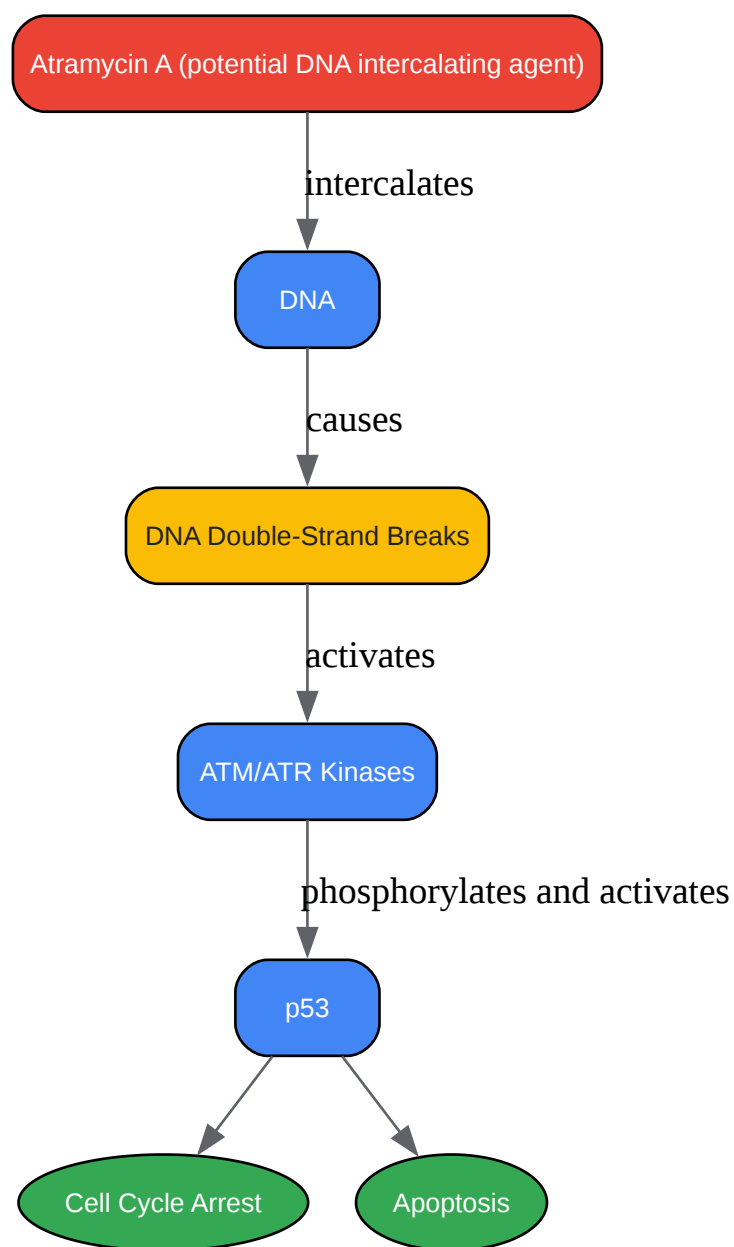 Atramycin A (potential DNA intercalating agent)
intercalates
DNA
causes
DNA Double-Strand Breaks
activates
ATM/ATR Kinases
phosphorylates and activates
p53
Cell Cycle Arrest
Apoptosis